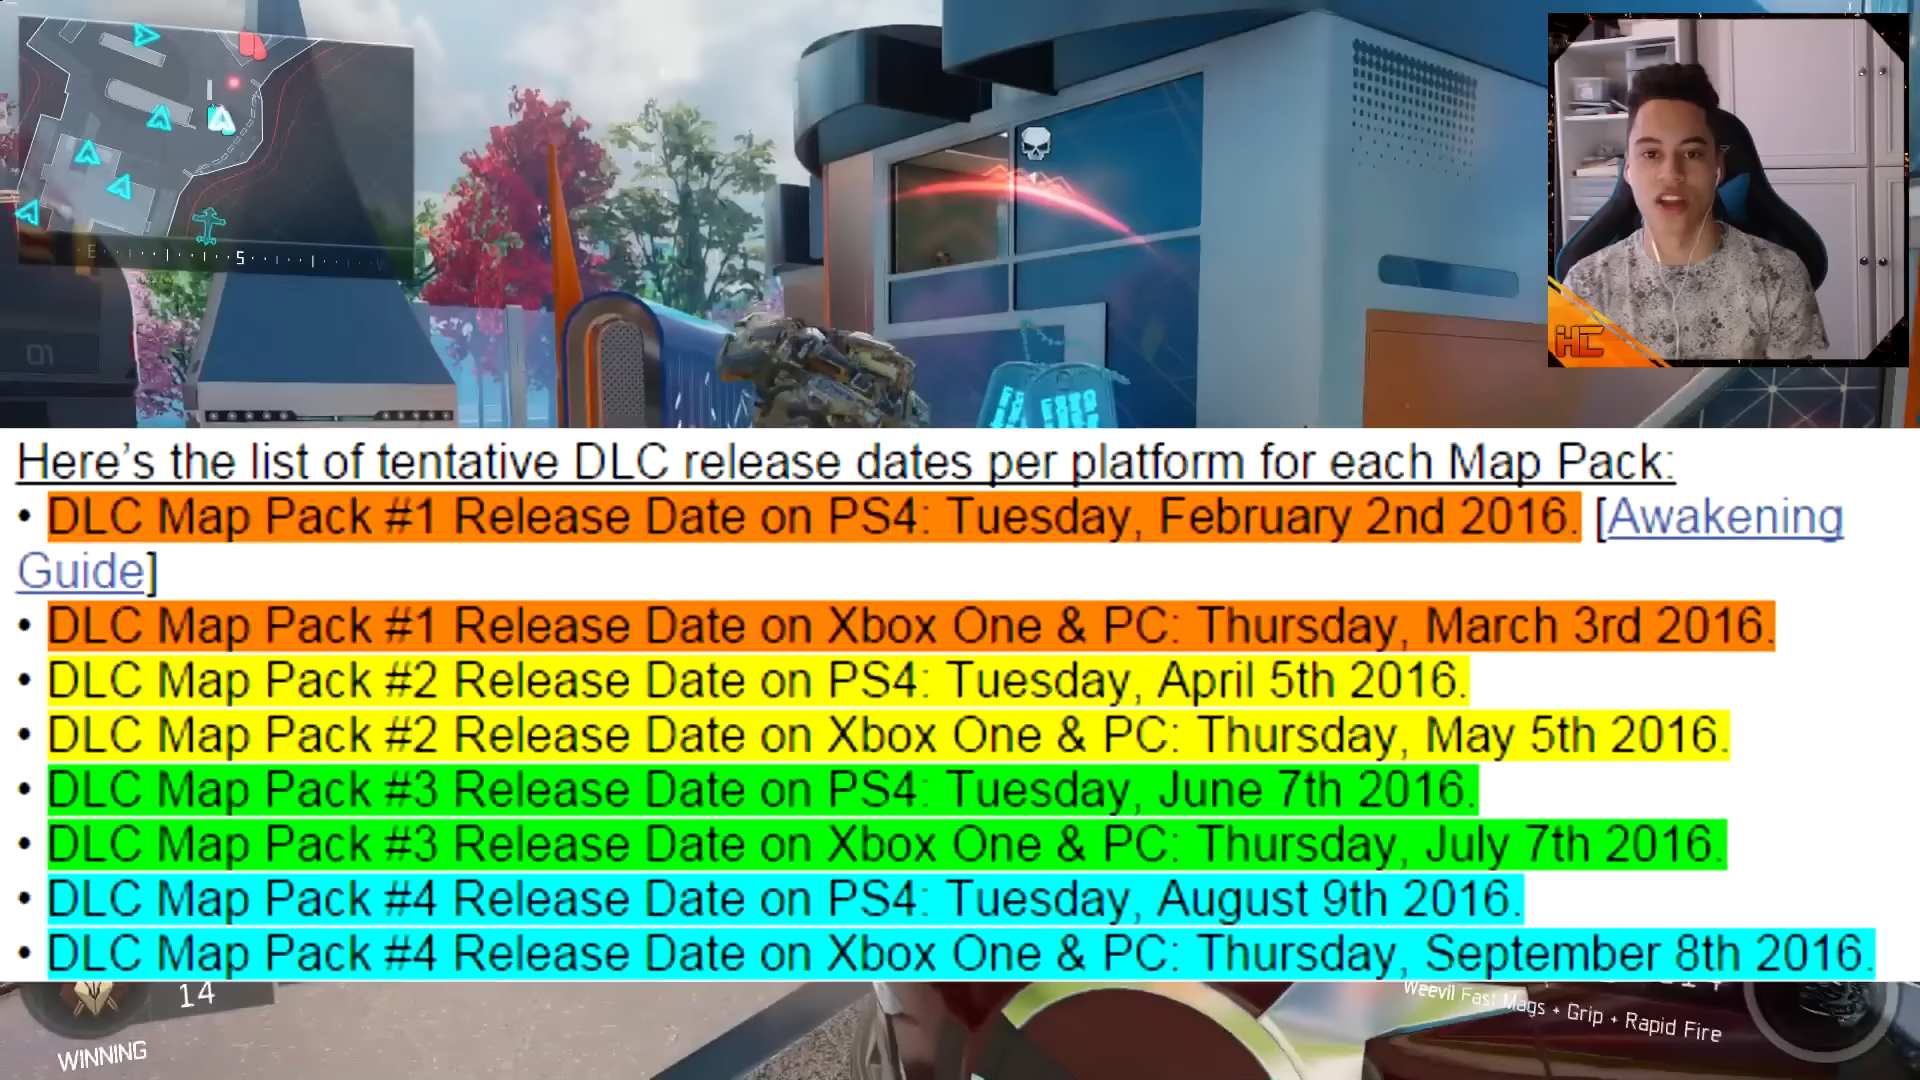 E S
01
HC
Here’s the list of tentative DLC release dates per platform for each Map Pack:
• DLC Map Pack #1 Release Date on PS4: Tuesday, February 2nd 2016. [Awakening
Guide]
• DLC Map Pack #1 Release Date on Xbox One & PC: Thursday, March 3rd 2016.
• DLC Map Pack #2 Release Date on PS4: Tuesday, April 5th 2016.
• DLC Map Pack #2 Release Date on Xbox One & PC: Thursday, May 5th 2016.
• DLC Map Pack #3 Release Date on PS4: Tuesday, June 7th 2016.
• DLC Map Pack #3 Release Date on Xbox One & PC: Thursday, July 7th 2016.
• DLC Map Pack #4 Release Date on PS4: Tuesday, August 9th 2016.
• DLC Map Pack #4 Release Date on Xbox One & PC: Thursday, September 8th 2016.
14
WINNING
Weevil Fast Mags + Grip + Rapid Fire